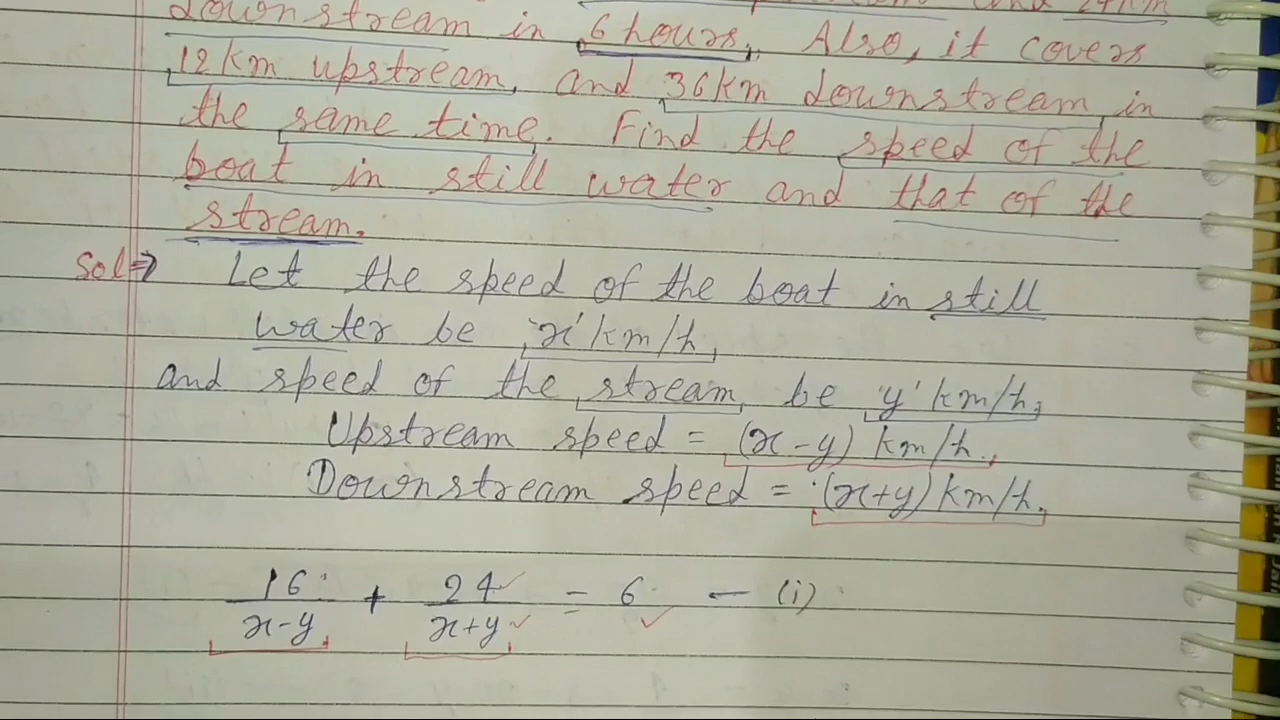 downstream in 6 hours. Also, it covers
12km upstream, and 36km downstream in
the same time. Find the speed of the
boat in still water and that of the
stream.
Sol⇒ Let the speed of the boat in still
water be 'x' km/h,
and speed of the stream be 'y' km/h,
Upstream speed = (x-y) km/h.,
Downstream speed = (x+y) km/h.
16/x-y + 24/x+y = 6 — (i)